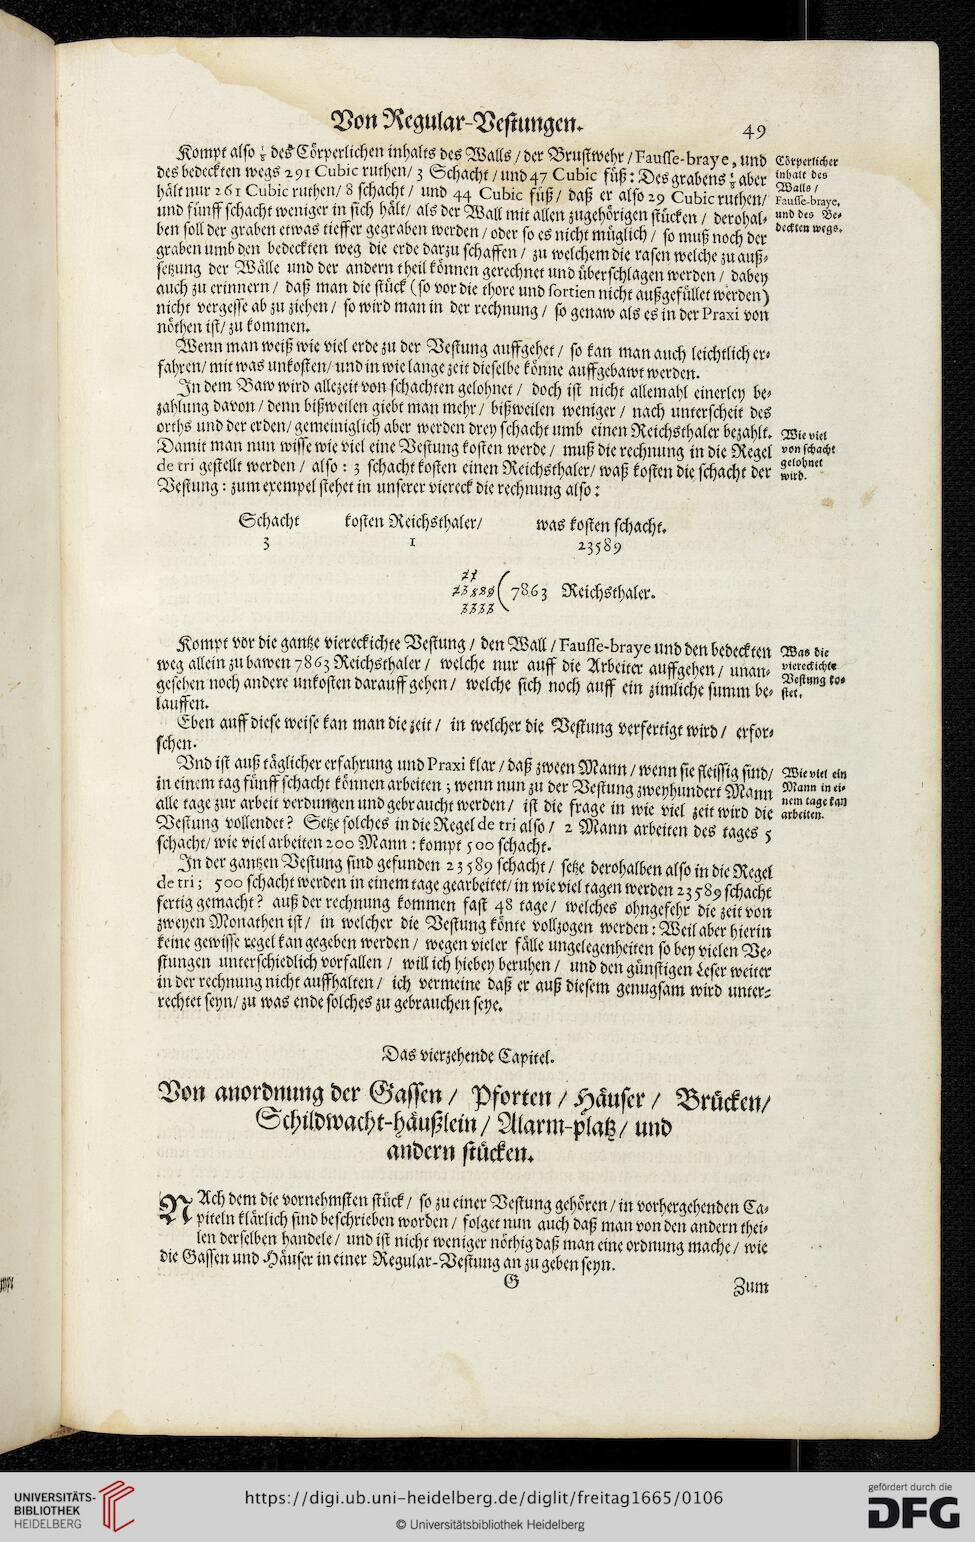 Von Regular-Vestungen. 49
Kompt also ⅛ des Cörperlichen inhalts des Walls / der Brustwehr / Fausse-braye, und
des bedeckten wegs 291 Cubic ruthen / 3 Schacht / und 47 Cubic füß : Des grabens ⅛ aber
hält nur 261 Cubic ruthen / 8 schacht / und 44 Cubic füß / daß er also 29 Cubic ruthen /
und fünff schacht weniger in sich hält / als der Wall mit allen zugehörigen stücken / derohal-
ben soll der graben etwas tieffer gegraben werden / oder so es nicht müglich / so muß noch der
graben umb den bedeckten weg die erde darzu schaffen / zu welchem die rasen welche zu auß-
setzung der Wälle und der andern theil können gerechnet und überschlagen werden / dabey
auch zu erinnern / daß man die stück (so vor die thore und sortien nicht außgefüllet werden)
nicht vergesse ab zu ziehen / so wird man in der rechnung / so genaw als es in der Praxi von
nöthen ist / zu kommen.
Cörperlicher
inhalt des
Walls /
Fausse-braye,
und des Be-
deckten wegs.
Wenn man weiß wie viel erde zu der Vestung auffgehet / so kan man auch leichtlich er-
fahren / mit was unkosten / und in wie lange zeit dieselbe könne auffgebawt werden.
In dem Baw wird allezeit von schachten gelohnet / doch ist nicht allemahl einerley be-
zahlung davon / denn bißweilen giebt man mehr / bißweilen weniger / nach unterscheit des
orths und der erden / gemeiniglich aber werden drey schacht umb einen Reichsthaler bezahlt.
Damit man nun wisse wie viel eine Vestung kosten werde / muß die rechnung in die Regel
de tri gestellt werden / also : 3 schacht kosten einen Reichsthaler / waß kosten die schacht der
Vestung : zum exempel stehet in unserer viereck die rechnung also :
Wie viel
von schacht
gelohnet
wird.
Schacht kosten Reichsthaler / was kosten schacht.
3 1 23589
22
23589 ( 7863 Reichsthaler.
3333
Kompt vor die gantze viereckichte Vestung / den Wall / Fausse-braye und den bedeckten
weg allein zu bawen 7863 Reichsthaler / welche nur auff die Arbeiter auffgehen / unan-
gesehen noch andere unkosten darauff gehen / welche sich noch auff ein zimliche summ be-
lauffen.
Was die
viereckichte
Vestung ko-
stet.
Eben auff diese weise kan man die zeit / in welcher die Vestung verfertigt wird / erfor-
schen.
Vnd ist auß täglicher erfahrung und Praxi klar / daß zween Mann / wenn sie fleissig sind /
in einem tag fünff schacht können arbeiten ; wenn nun zu der Vestung zweyhundert Mann
alle tage zur arbeit verdungen und gebraucht werden / ist die frage in wie viel zeit wird die
Vestung vollendet ? Setze solches in die Regel de tri also / 2 Mann arbeiten des tages 5
schacht / wie viel arbeiten 200 Mann : kompt 500 schacht.
Wie viel ein
Mann in ei-
nem tage kan
arbeiten.
In der gantzen Vestung sind gefunden 23589 schacht / setze derohalben also in die Regel
de tri ; 500 schacht werden in einem tage gearbeitet / in wie viel tagen werden 23589 schacht
fertig gemacht ? auß der rechnung kommen fast 48 tage / welches ohngefehr die zeit von
zweyen Monathen ist / in welcher die Vestung könte vollzogen werden : Weil aber hierin
keine gewisse regel kan gegeben werden / wegen vieler fälle ungelegenheiten so bey vielen Ve-
stungen unterschiedlich vorfallen / will ich hiebey beruhen / und den günstigen Leser weiter
in der rechnung nicht auffhalten / ich vermeine daß er auß diesem genugsam wird unter-
rechtet seyn / zu was ende solches zu gebrauchen seye.
Das vierzehende Capitel.
Von anordnung der Gassen / Pforten / Häuser / Brücken /
Schildwacht-häußlein / Alarm-platz / und
andern stücken.
NAch dem die vornehmsten stück / so zu einer Vestung gehören / in vorhergehenden Ca-
piteln klärlich sind beschrieben worden / folget nun auch daß man von den andern thei-
len derselben handele / und ist nicht weniger nöthig daß man eine ordnung mache / wie
die Gassen und Häuser in einer Regular-Vestung an zu geben seyn.
G Zum
UNIVERSITÄTS-
BIBLIOTHEK
HEIDELBERG
https://digi.ub.uni-heidelberg.de/diglit/freitag1665/0106
© Universitätsbibliothek Heidelberg
gefördert durch die
DFG